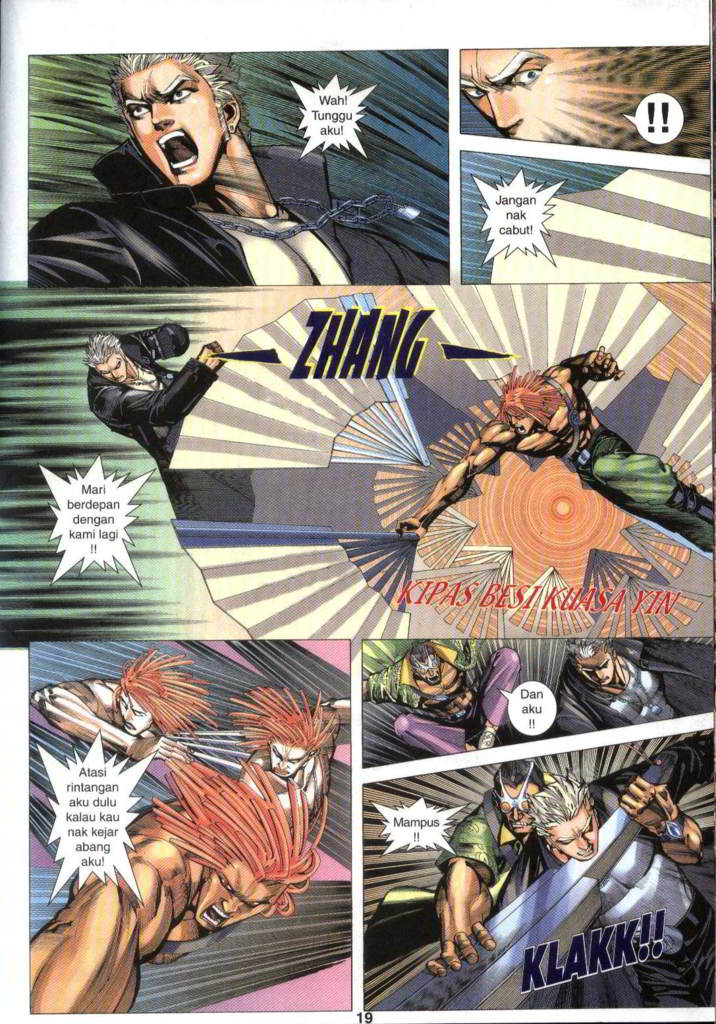 Wah!
Tunggu
aku!
!!
Jangan
nak
cabut!
ZHANG
Mari
berdepan
dengan
kami lagi
!!
KIPAS BESI KUASA YIN
Atasi
rintangan
aku dulu
kalau kau
nak kejar
abang
aku!
Dan
aku
!!
Mampus
!!
KLAKK!!
19